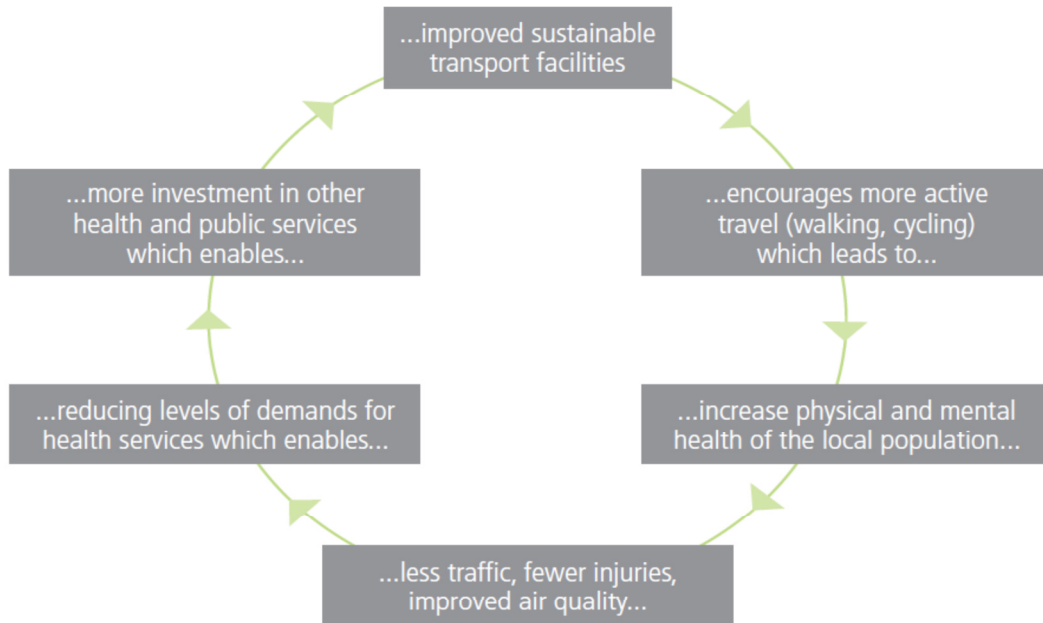 ...improved sustainable
transport facilities
...encourages more active
travel (walking, cycling)
which leads to...
...increase physical and mental
health of the local population...
...less traffic, fewer injuries,
improved air quality...
...reducing levels of demands for
health services which enables...
...more investment in other
health and public services
which enables...